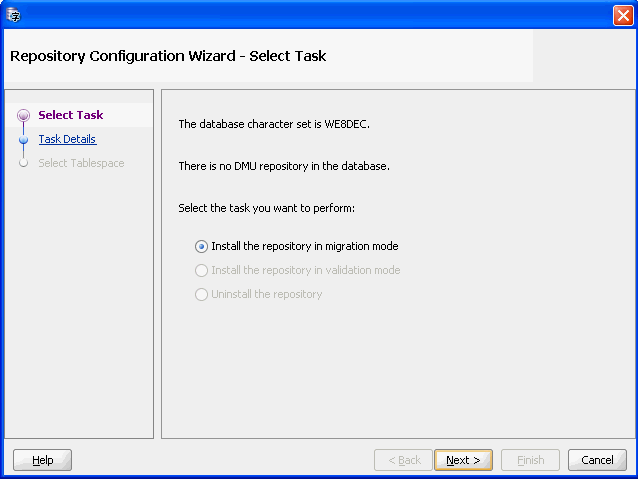 Repository Configuration Wizard - Select Task
Select Task
Task Details
Select Tablespace
The database character set is WE8DEC.
There is no DMU repository in the database.
Select the task you want to perform:
Install the repository in migration mode
Install the repository in validation mode
Uninstall the repository
Help
< Back
Next >
Finish
Cancel